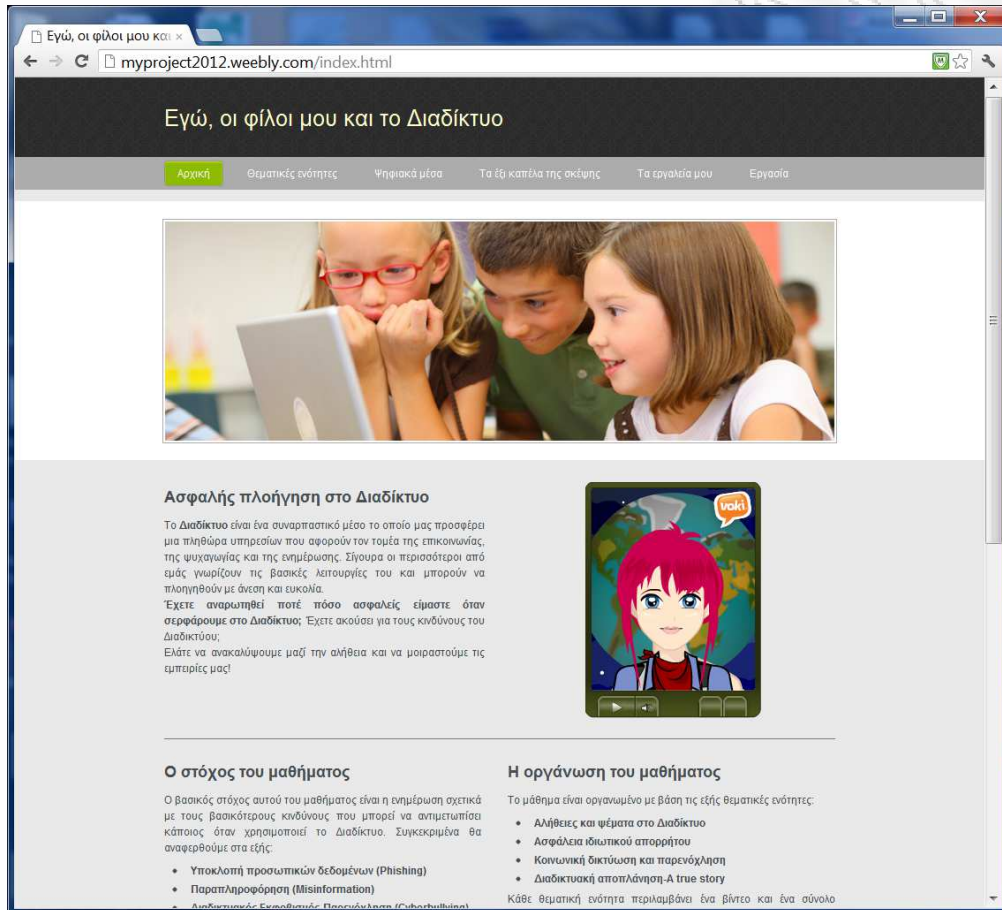 Εγώ, οι φίλοι μου και
myproject2012.weebly.com/index.html
Εγώ, οι φίλοι μου και το Διαδίκτυο
Αρχική Θεματικές ενότητες Ψηφιακά μέσα Τα έξι καπέλα της σκέψης Τα εργαλεία μου Εργασία
Ασφαλής πλοήγηση στο Διαδίκτυο
Το Διαδίκτυο είναι ένα συναρπαστικό μέσο το οποίο μας προσφέρει
μια πληθώρα υπηρεσίων που αφορούν τον τομέα της επικοινωνίας,
της ψυχαγωγίας και της ενημέρωσης. Σίγουρα οι περισσότεροι από
εμάς γνωρίζουν τις βασικές λειτουργίες του και μπορούν να
πλοηγηθούν με άνεση και ευκολία.
Έχετε αναρωτηθεί ποτέ πόσο ασφαλείς είμαστε όταν
σερφάρουμε στο Διαδίκτυο; Έχετε ακούσει για τους κινδύνους του
Διαδικτύου;
Ελάτε να ανακαλύψουμε μαζί την αλήθεια και να μοιραστούμε τις
εμπειρίες μας!
voki
Ο στόχος του μαθήματος
Ο βασικός στόχος αυτού του μαθήματος είναι η ενημέρωση σχετικά
με τους βασικότερους κινδύνους που μπορεί να αντιμετωπίσει
κάποιος όταν χρησιμοποιεί το Διαδίκτυο. Συγκεκριμένα θα
αναφερθούμε στα εξής:
• Υποκλοπή προσωπικών δεδομένων (Phishing)
• Παραπληροφόρηση (Misinformation)
• Διαδικτυακός Εκφοβισμός-Παρενόχληση (Cyberbullying)
Η οργάνωση του μαθήματος
Το μάθημα είναι οργανωμένο με βάση τις εξής θεματικές ενότητες:
• Αλήθειες και ψέματα στο Διαδίκτυο
• Ασφάλεια ιδιωτικού απορρήτου
• Κοινωνική δικτύωση και παρενόχληση
• Διαδικτυακή αποπλάνηση-A true story
Κάθε θεματική ενότητα περιλαμβάνει ένα βίντεο και ένα σύνολο